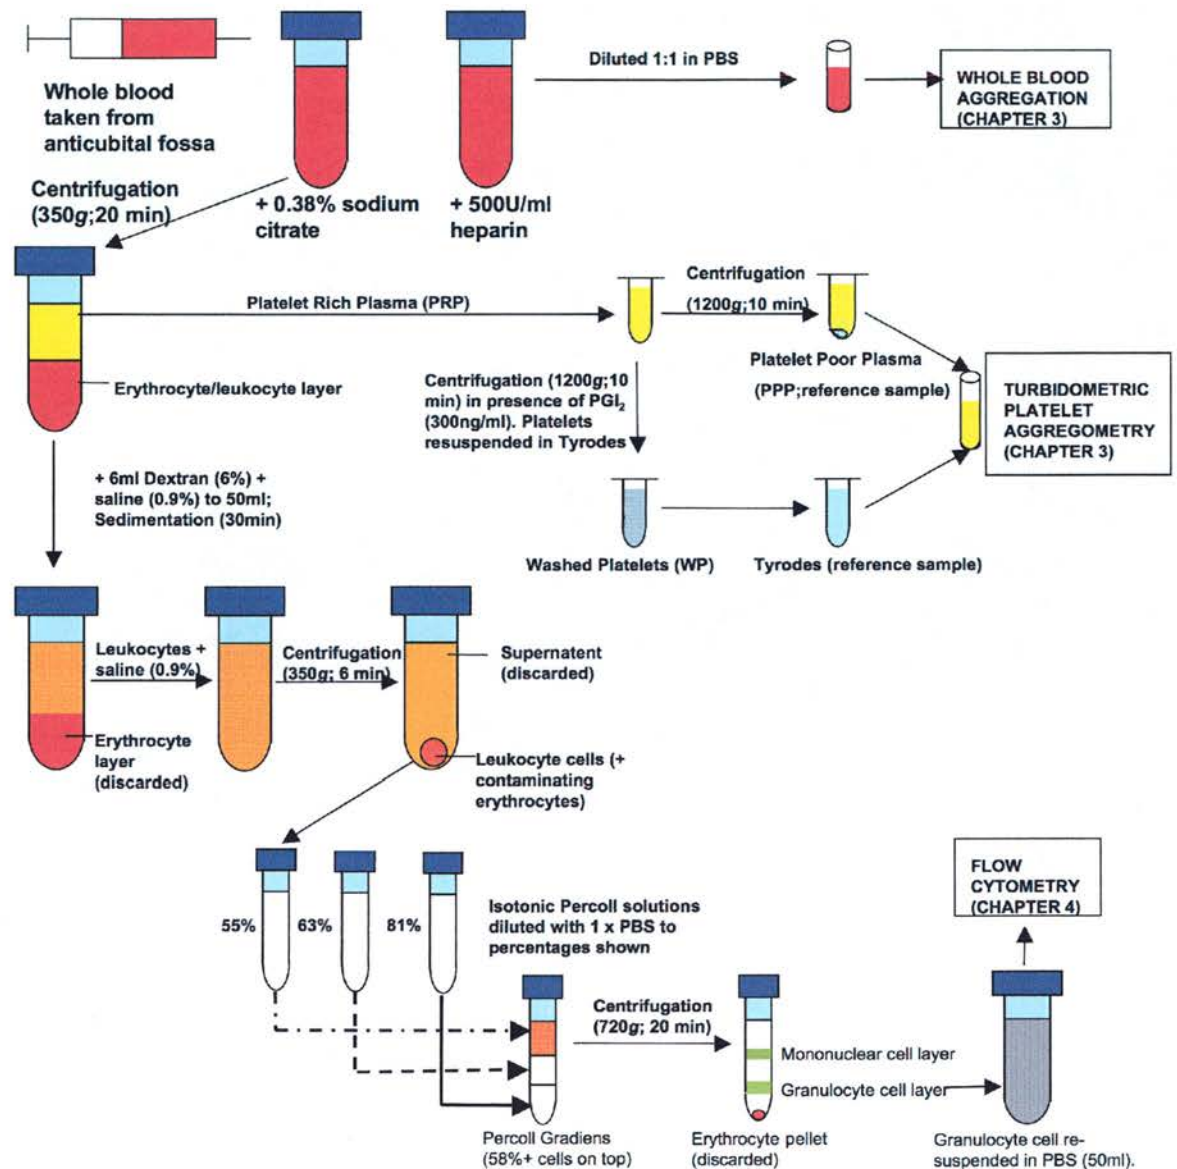 Whole blood
taken from
anticubital fossa
Diluted 1:1 in PBS
WHOLE BLOOD
AGGREGATION
(CHAPTER 3)
Centrifugation
(350g;20 min)
+ 0.38% sodium
citrate
+ 500U/ml
heparin
Platelet Rich Plasma (PRP)
Centrifugation
(1200g;10 min)
Erythrocyte/leukocyte layer
Platelet Poor Plasma
(PPP;reference sample)
Centrifugation (1200g;10
min) in presence of PGI₂
(300ng/ml). Platelets
resuspended in Tyrodes
TURBIDOMETRIC
PLATELET
AGGREGOMETRY
(CHAPTER 3)
+ 6ml Dextran (6%) +
saline (0.9%) to 50ml;
Sedimentation (30min)
Washed Platelets (WP)
Tyrodes (reference sample)
Leukocytes +
saline (0.9%)
Centrifugation
(350g; 6 min)
Supernatent
(discarded)
Erythrocyte
layer
(discarded)
Leukocyte cells (+
contaminating
erythrocytes)
55%
63%
81%
Isotonic Percoll solutions
diluted with 1 x PBS to
percentages shown
FLOW
CYTOMETRY
(CHAPTER 4)
Centrifugation
(720g; 20 min)
Mononuclear cell layer
Granulocyte cell layer
Percoll Gradiens
(58%+ cells on top)
Erythrocyte pellet
(discarded)
Granulocyte cell re-
suspended in PBS (50ml).